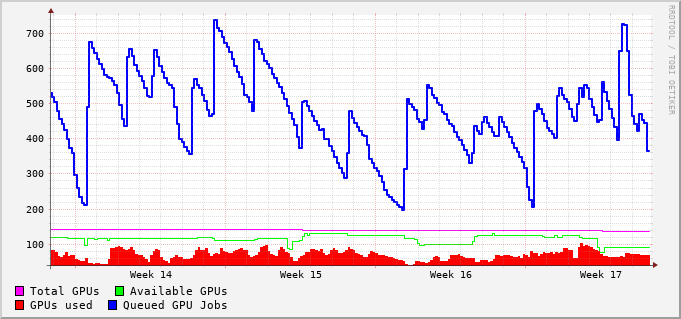 700
600
500
400
300
200
100
Week 14 Week 15 Week 16 Week 17
Total GPUs Available GPUs
GPUs used Queued GPU Jobs
RRDTOOL / TOBI OETIKER